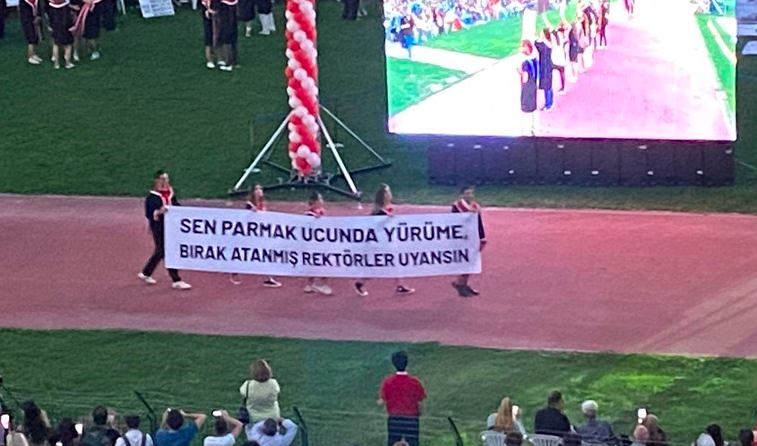 SEN PARMAK UCUNDA YÜRÜME,
BIRAK ATANMIŞ REKTÖRLER UYANSIN